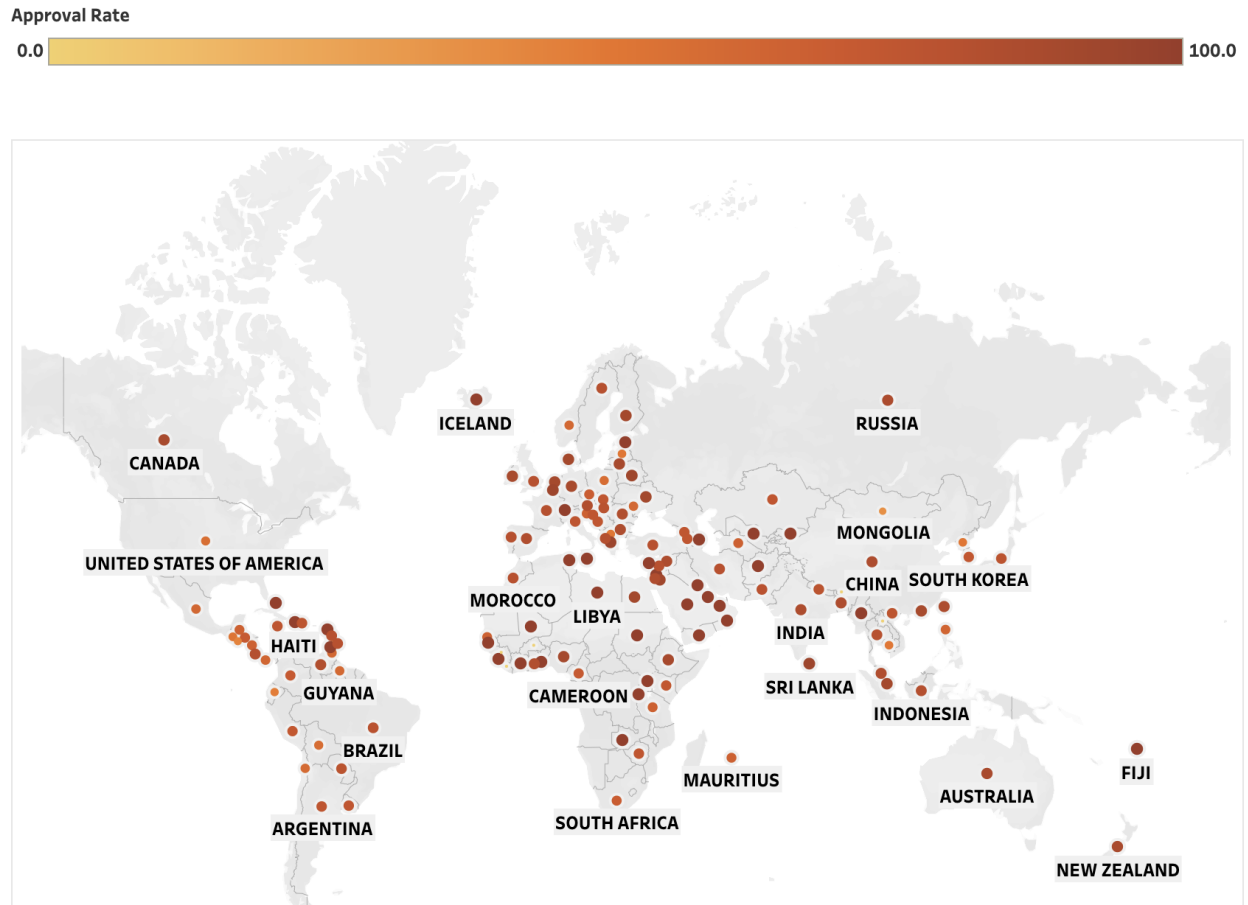 Approval Rate
0.0 100.0
ICELAND
RUSSIA
CANADA
MONGOLIA
UNITED STATES OF AMERICA
CHINA SOUTH KOREA
MOROCCO
LIBYA
INDIA
HAITI
SRI LANKA
GUYANA CAMEROON
INDONESIA
BRAZIL
FIJI
MAURITIUS
AUSTRALIA
SOUTH AFRICA
ARGENTINA
NEW ZEALAND